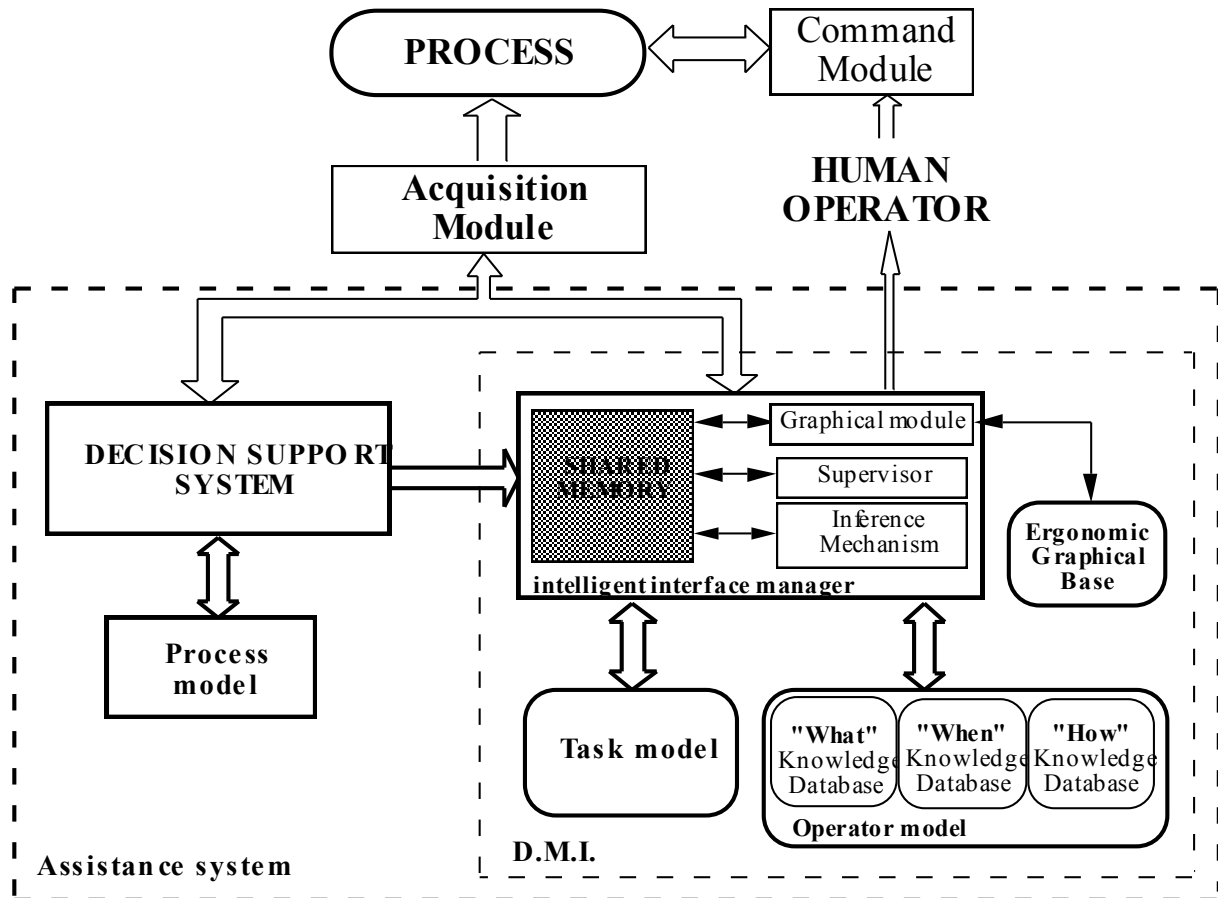 PROCESS
Command
Module
HUMAN
OPERATOR
Acquisition
Module
DECISION SUPPORT
SYSTEM
SHARED
MEMORY
Graphical module
Supervisor
Inference
Mechanism
intelligent interface manager
Ergonomic
Graphical
Base
Process
model
Task model
"What"
Knowledge
Database
"When"
Knowledge
Database
"How"
Knowledge
Database
Operator model
D.M.I.
Assistance system